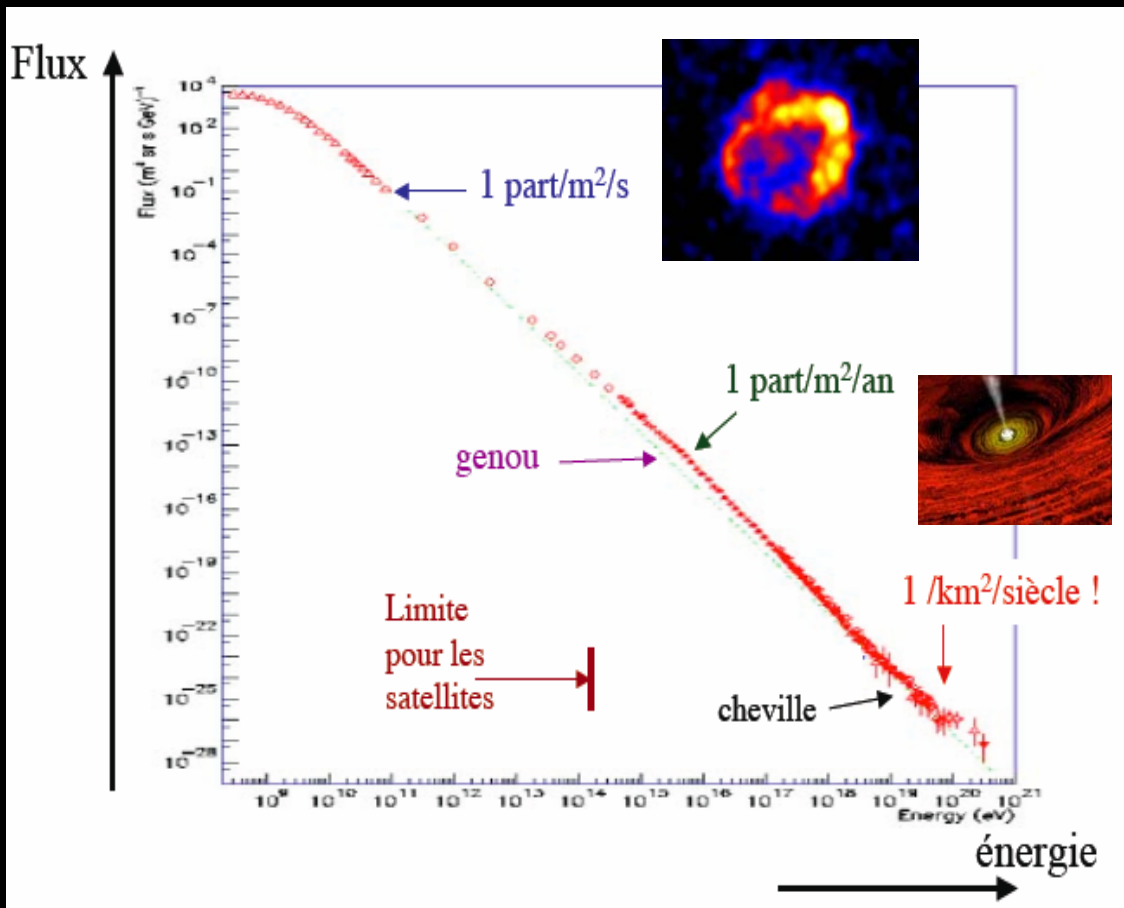 Flux
Flux (m² sr s GeV)⁻¹
10⁴
10²
10⁻¹
10⁻⁴
10⁻⁷
10⁻¹⁰
10⁻¹³
10⁻¹⁶
10⁻¹⁹
10⁻²²
10⁻²⁵
10⁻²⁸
1 part/m²/s
1 part/m²/an
genou
1 /km²/siècle !
Limite
pour les
satellites
cheville
10⁹ 10¹⁰ 10¹¹ 10¹² 10¹³ 10¹⁴ 10¹⁵ 10¹⁶ 10¹⁷ 10¹⁸ 10¹⁹ 10²⁰ 10²¹
Energy (eV)
énergie